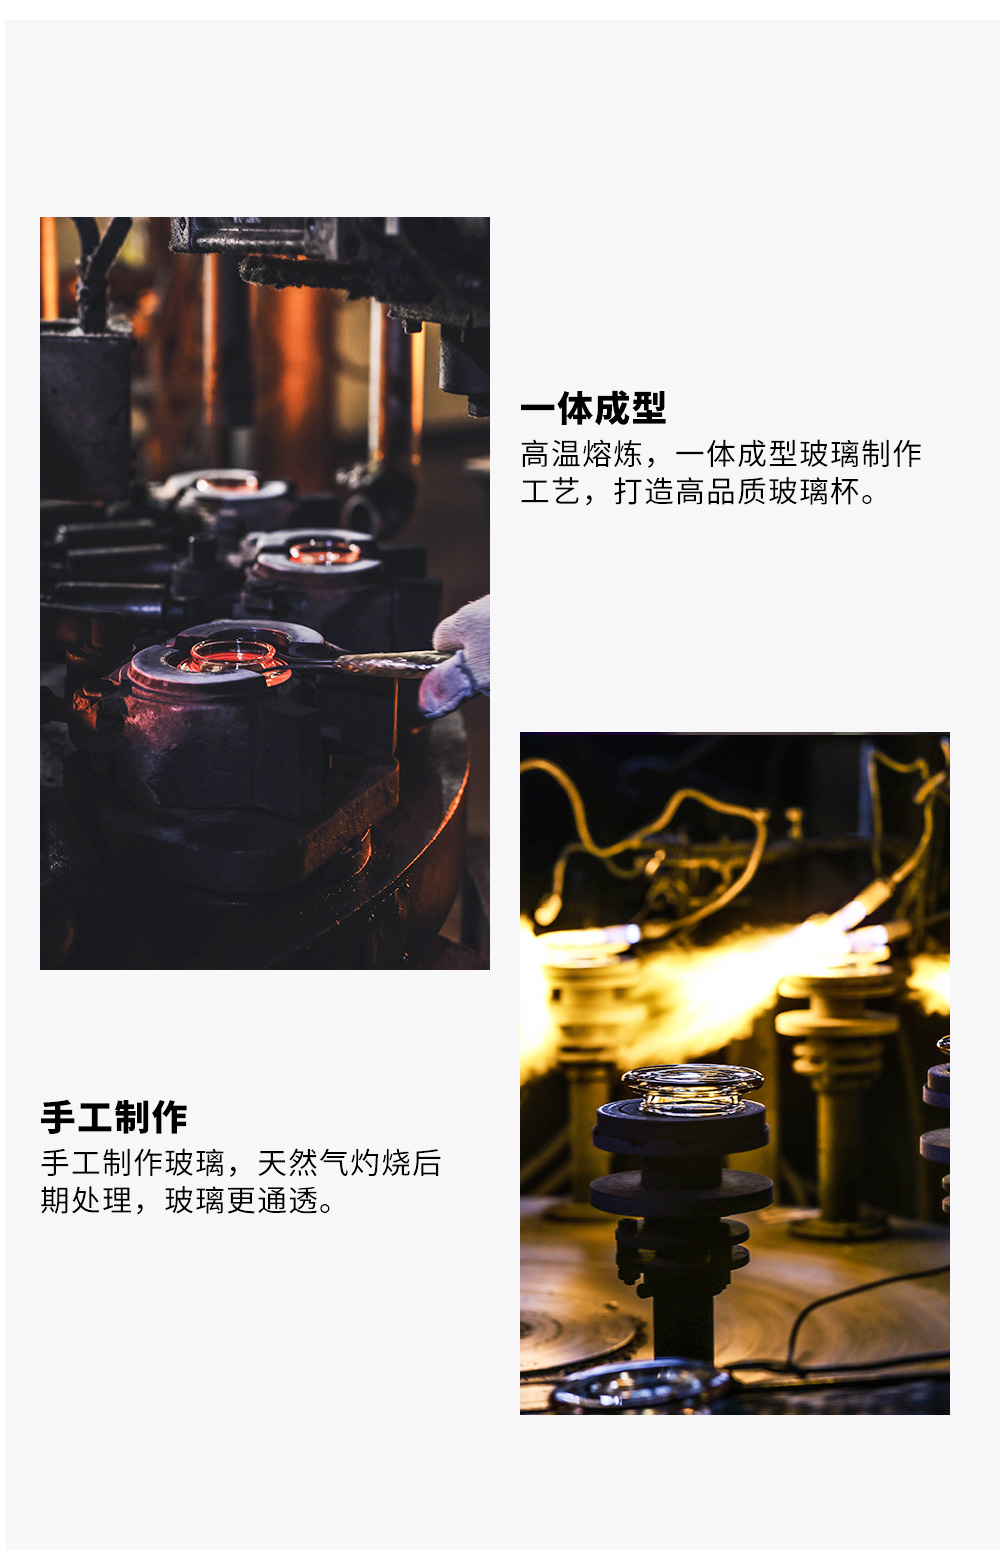 一体成型
高温熔炼，一体成型玻璃制作
工艺，打造高品质玻璃杯。
手工制作
手工制作玻璃，天然气灼烧后
期处理，玻璃更通透。